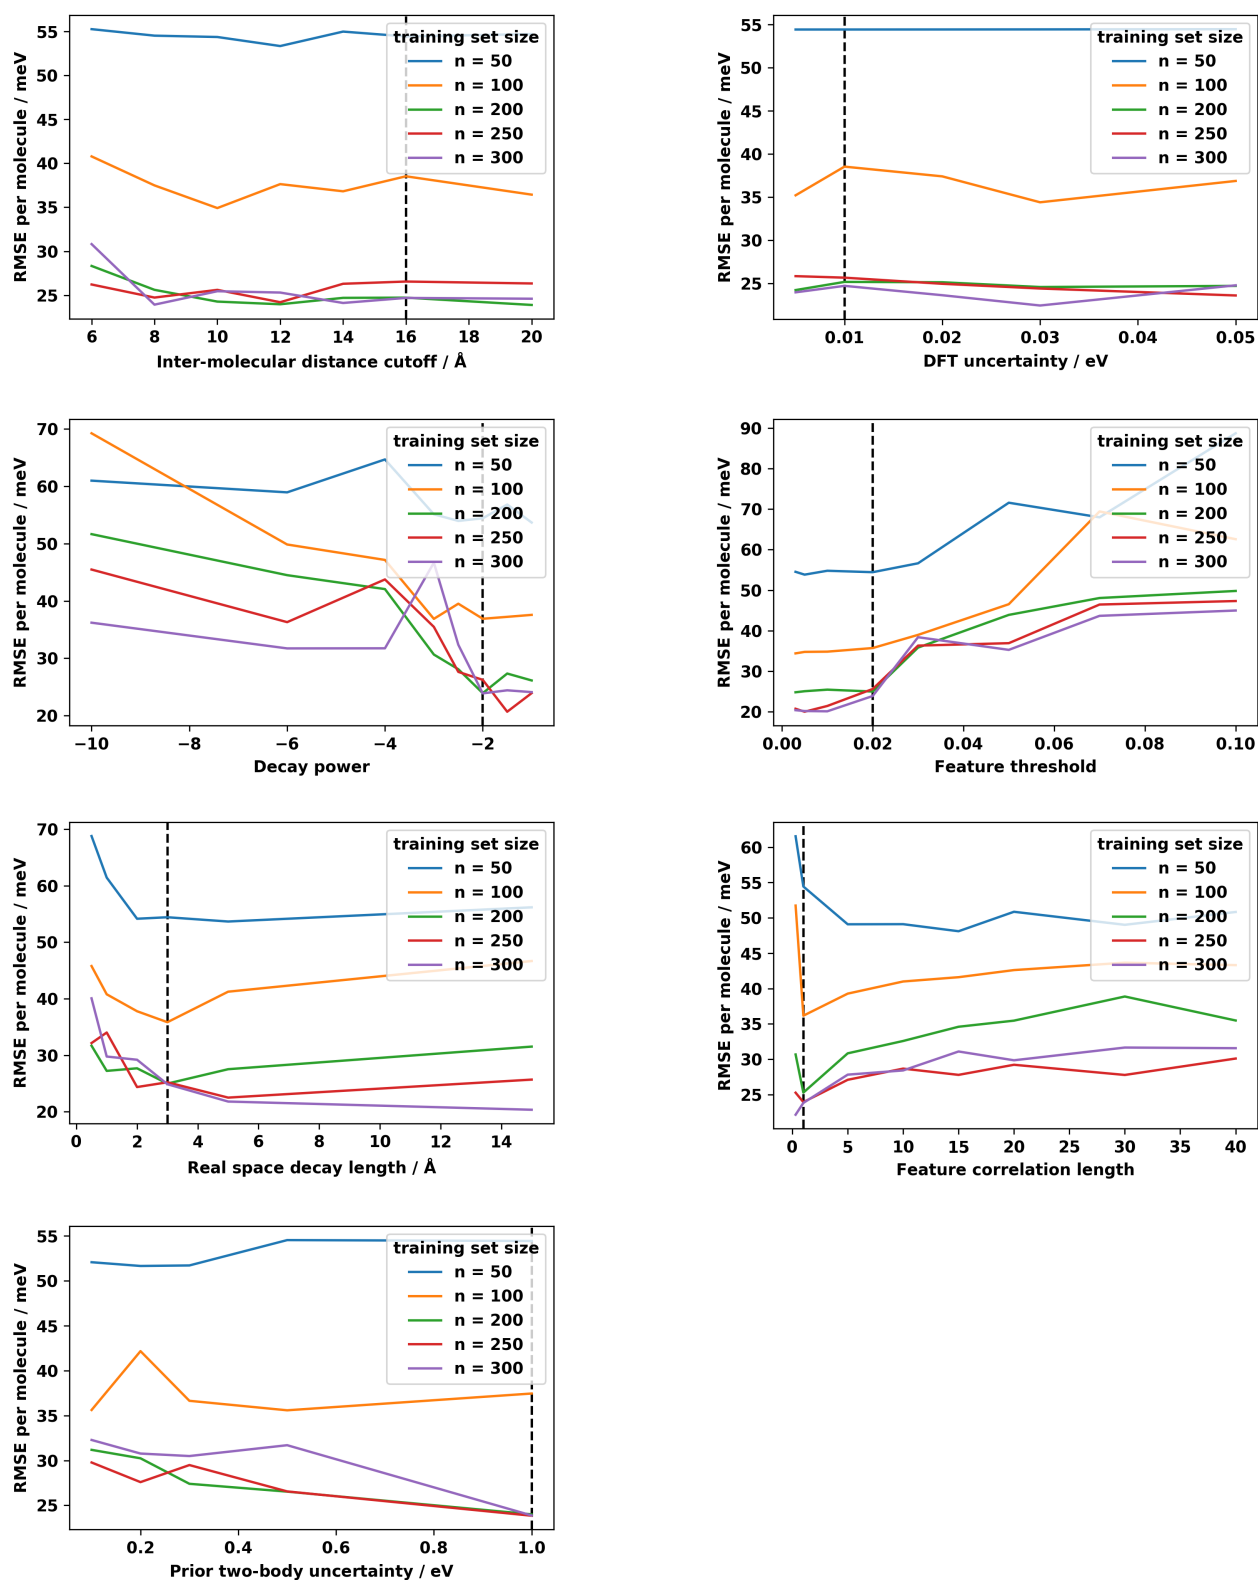 55
50
45
40
35
30
25
RMSE per molecule / meV
training set size
n = 50
n = 100
n = 200
n = 250
n = 300
6 8 10 12 14 16 18 20
Inter-molecular distance cutoff / Å
55
50
45
40
35
30
25
RMSE per molecule / meV
training set size
n = 50
n = 100
n = 200
n = 250
n = 300
0.01 0.02 0.03 0.04 0.05
DFT uncertainty / eV
70
60
50
40
30
20
RMSE per molecule / meV
training set size
n = 50
n = 100
n = 200
n = 250
n = 300
−10 −8 −6 −4 −2
Decay power
90
80
70
60
50
40
30
20
RMSE per molecule / meV
training set size
n = 50
n = 100
n = 200
n = 250
n = 300
0.00 0.02 0.04 0.06 0.08 0.10
Feature threshold
70
60
50
40
30
20
RMSE per molecule / meV
training set size
n = 50
n = 100
n = 200
n = 250
n = 300
0 2 4 6 8 10 12 14
Real space decay length / Å
60
55
50
45
40
35
30
25
RMSE per molecule / meV
training set size
n = 50
n = 100
n = 200
n = 250
n = 300
0 5 10 15 20 25 30 35 40
Feature correlation length
55
50
45
40
35
30
25
RMSE per molecule / meV
training set size
n = 50
n = 100
n = 200
n = 250
n = 300
0.2 0.4 0.6 0.8 1.0
Prior two-body uncertainty / eV